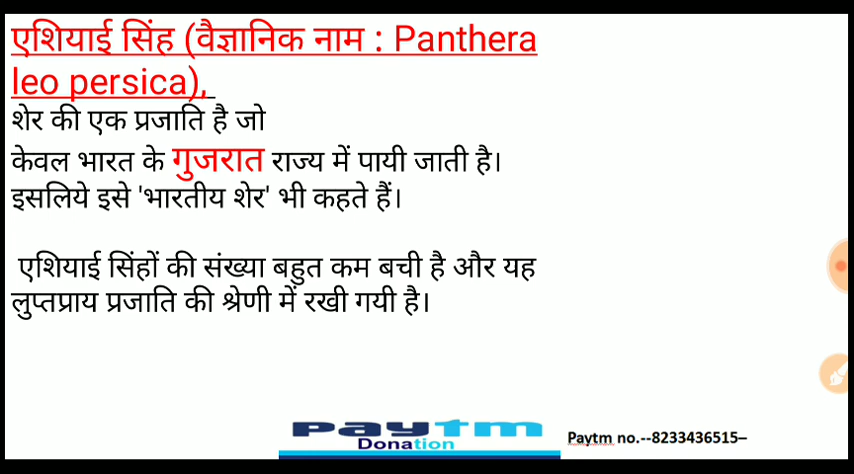 एशियाई सिंह (वैज्ञानिक नाम : Panthera
leo persica),
शेर की एक प्रजाति है जो
केवल भारत के गुजरात राज्य में पायी जाती है।
इसलिये इसे 'भारतीय शेर' भी कहते हैं।
एशियाई सिंहों की संख्या बहुत कम बची है और यह
लुप्तप्राय प्रजाति की श्रेणी में रखी गयी है।
Paytm
Donation
Paytm no.--8233436515–